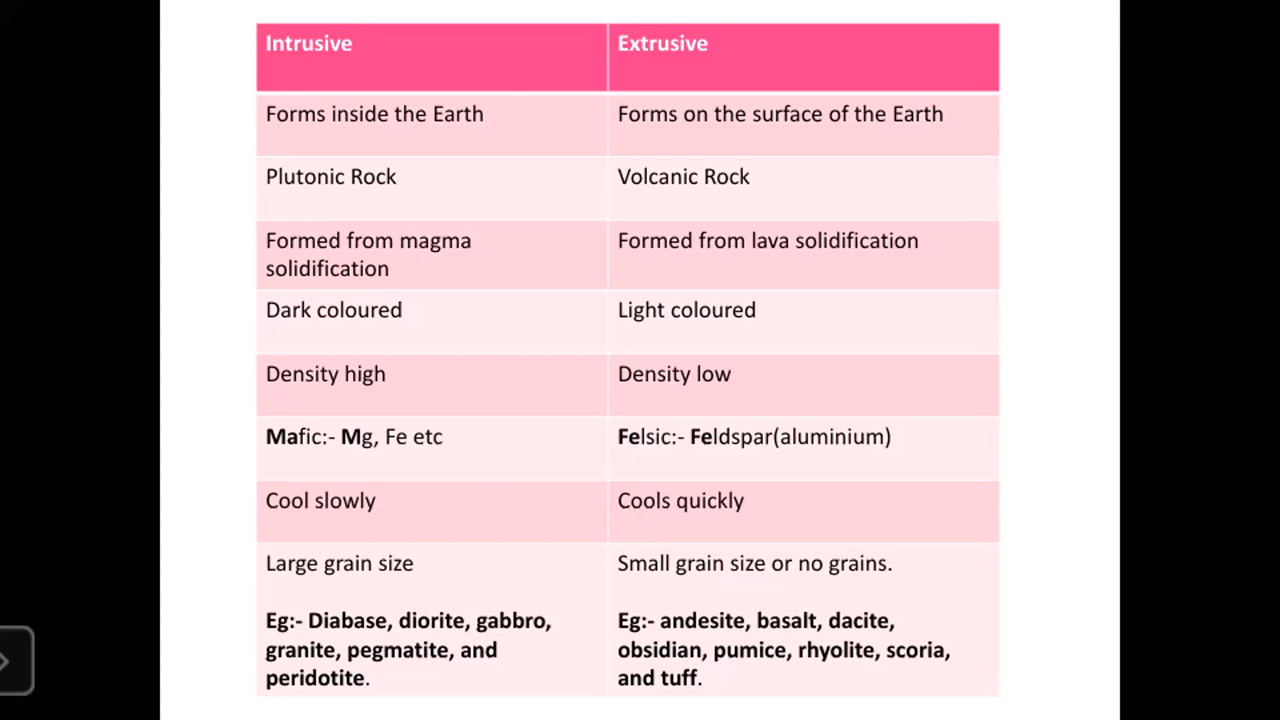 Intrusive
Extrusive
Forms inside the Earth
Forms on the surface of the Earth
Plutonic Rock
Volcanic Rock
Formed from magma
solidification
Formed from lava solidification
Dark coloured
Light coloured
Density high
Density low
Mafic:- Mg, Fe etc
Felsic:- Feldspar(aluminium)
Cool slowly
Cools quickly
Large grain size
Eg:- Diabase, diorite, gabbro,
granite, pegmatite, and
peridotite.
Small grain size or no grains.
Eg:- andesite, basalt, dacite,
obsidian, pumice, rhyolite, scoria,
and tuff.